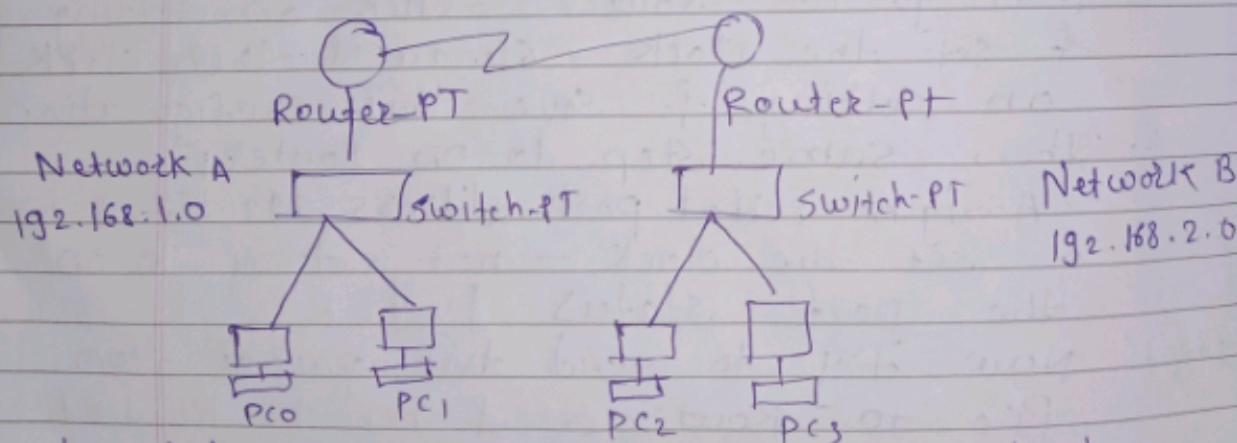 Router-PT
Router-Pt
Network A
192.168.1.0
Switch-PT
Switch-PT
Network B
192.168.2.0
PC0
PC1
PC2
PC3